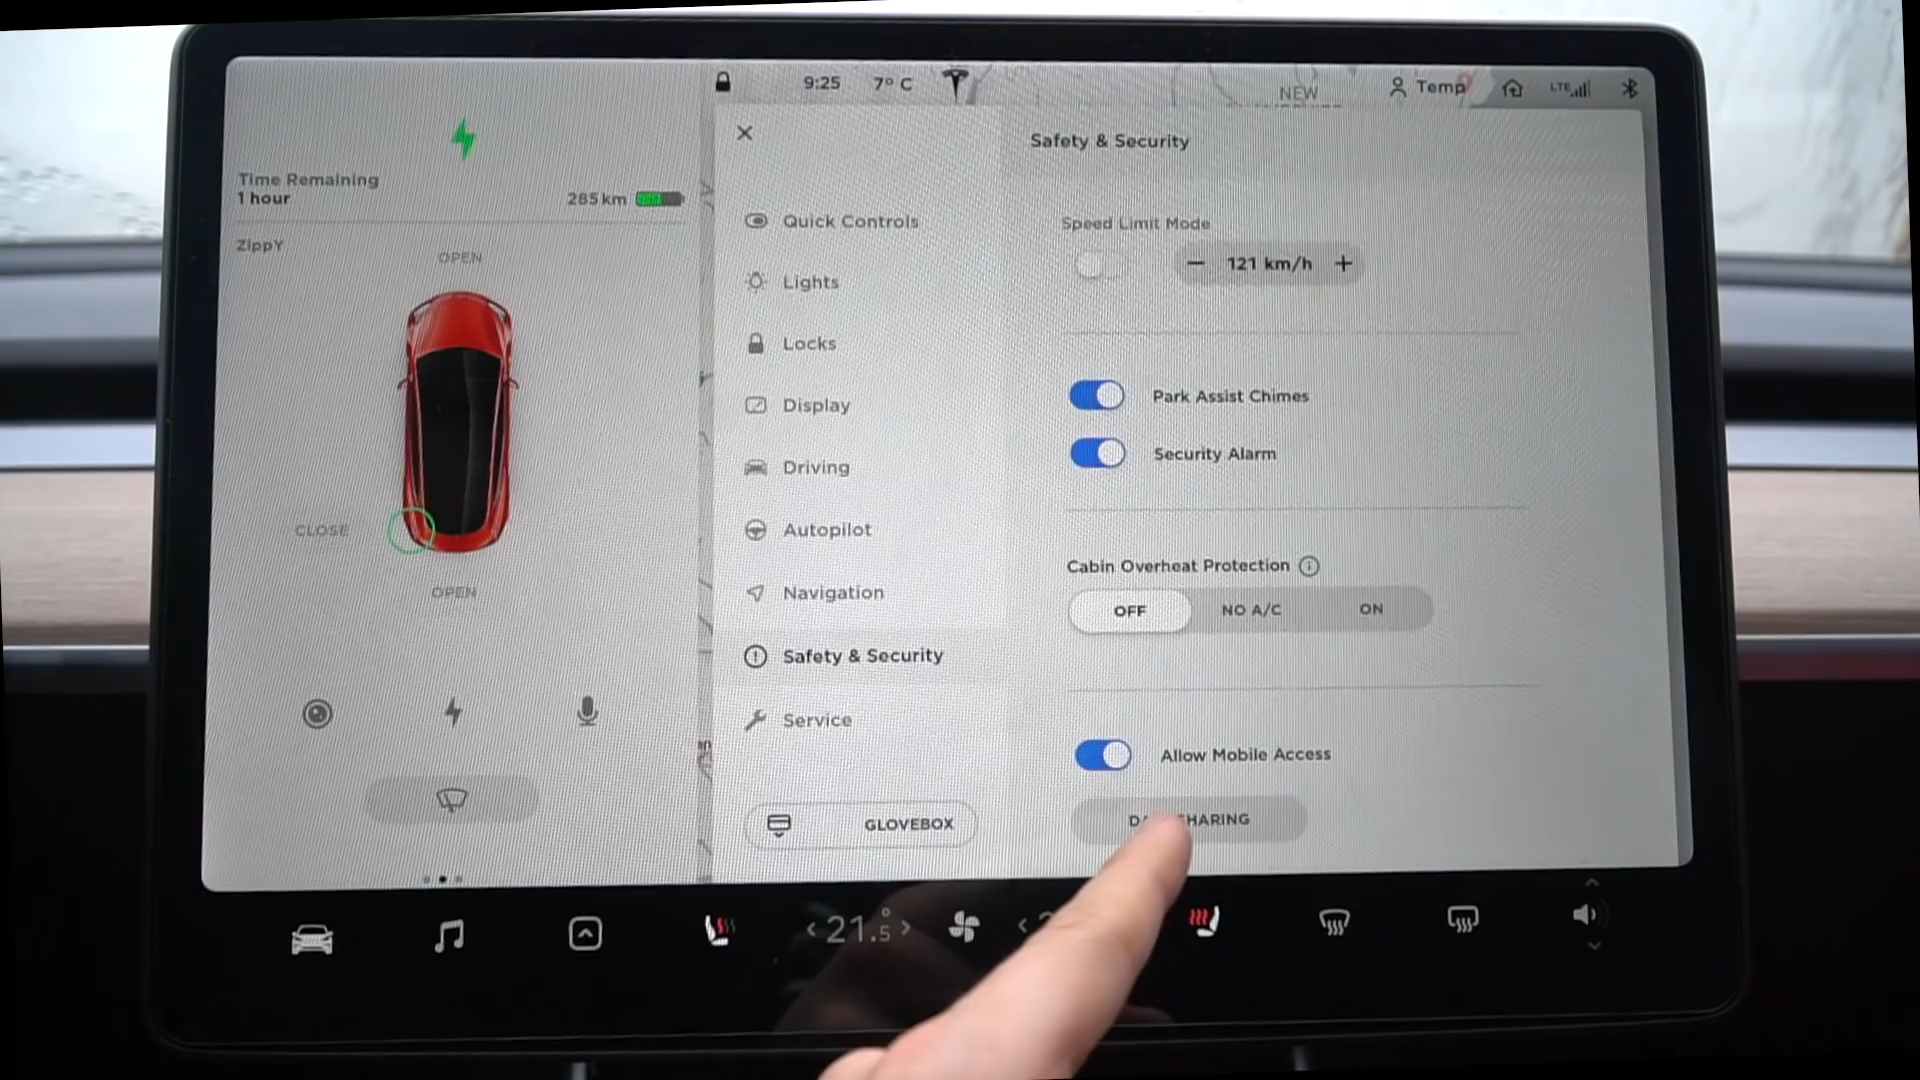 9:25
7° C
NEW
Temp
LTE
Time Remaining
1 hour
285 km
ZippY
OPEN
CLOSE
OPEN
Quick Controls
Lights
Locks
Display
Driving
Autopilot
Navigation
Safety & Security
Service
GLOVEBOX
Safety & Security
Speed Limit Mode
− 121 km/h +
Park Assist Chimes
Security Alarm
Cabin Overheat Protection
OFF
NO A/C
ON
Allow Mobile Access
HARING
21.5°